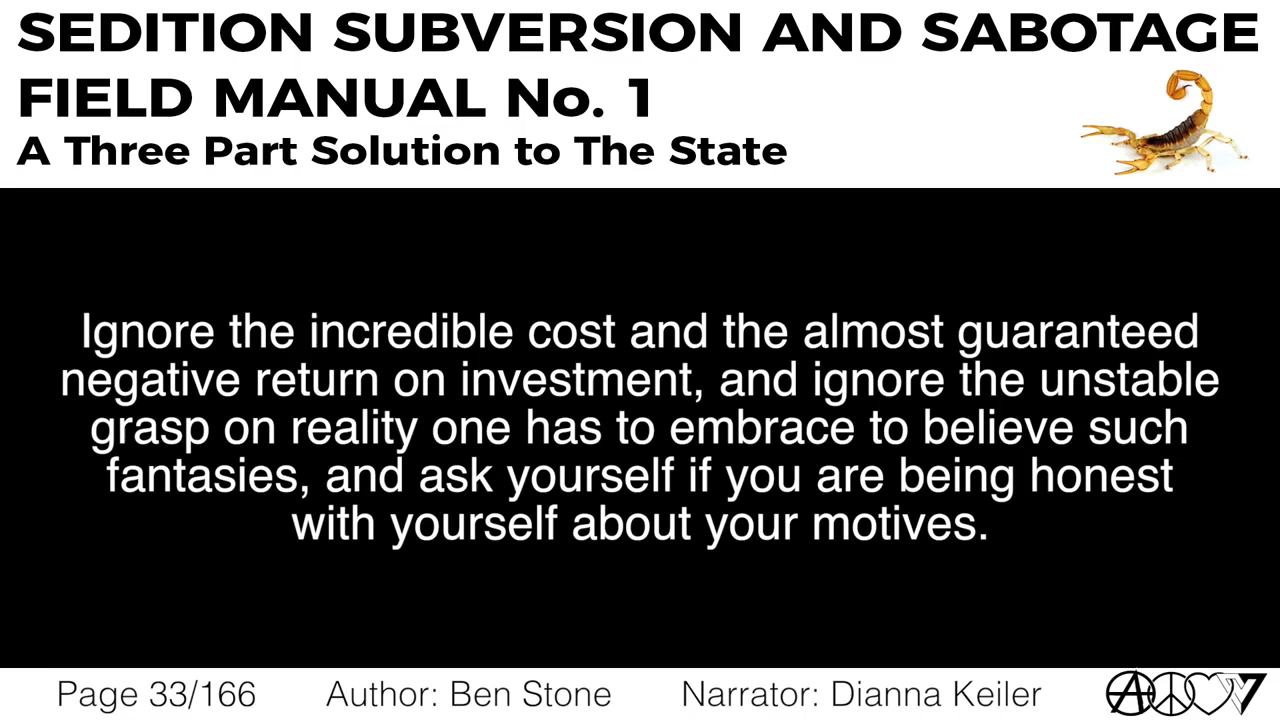 SEDITION SUBVERSION AND SABOTAGE
FIELD MANUAL No. 1
A Three Part Solution to The State
Ignore the incredible cost and the almost guaranteed
negative return on investment, and ignore the unstable
grasp on reality one has to embrace to believe such
fantasies, and ask yourself if you are being honest
with yourself about your motives.
Page 33/166 Author: Ben Stone Narrator: Dianna Keiler